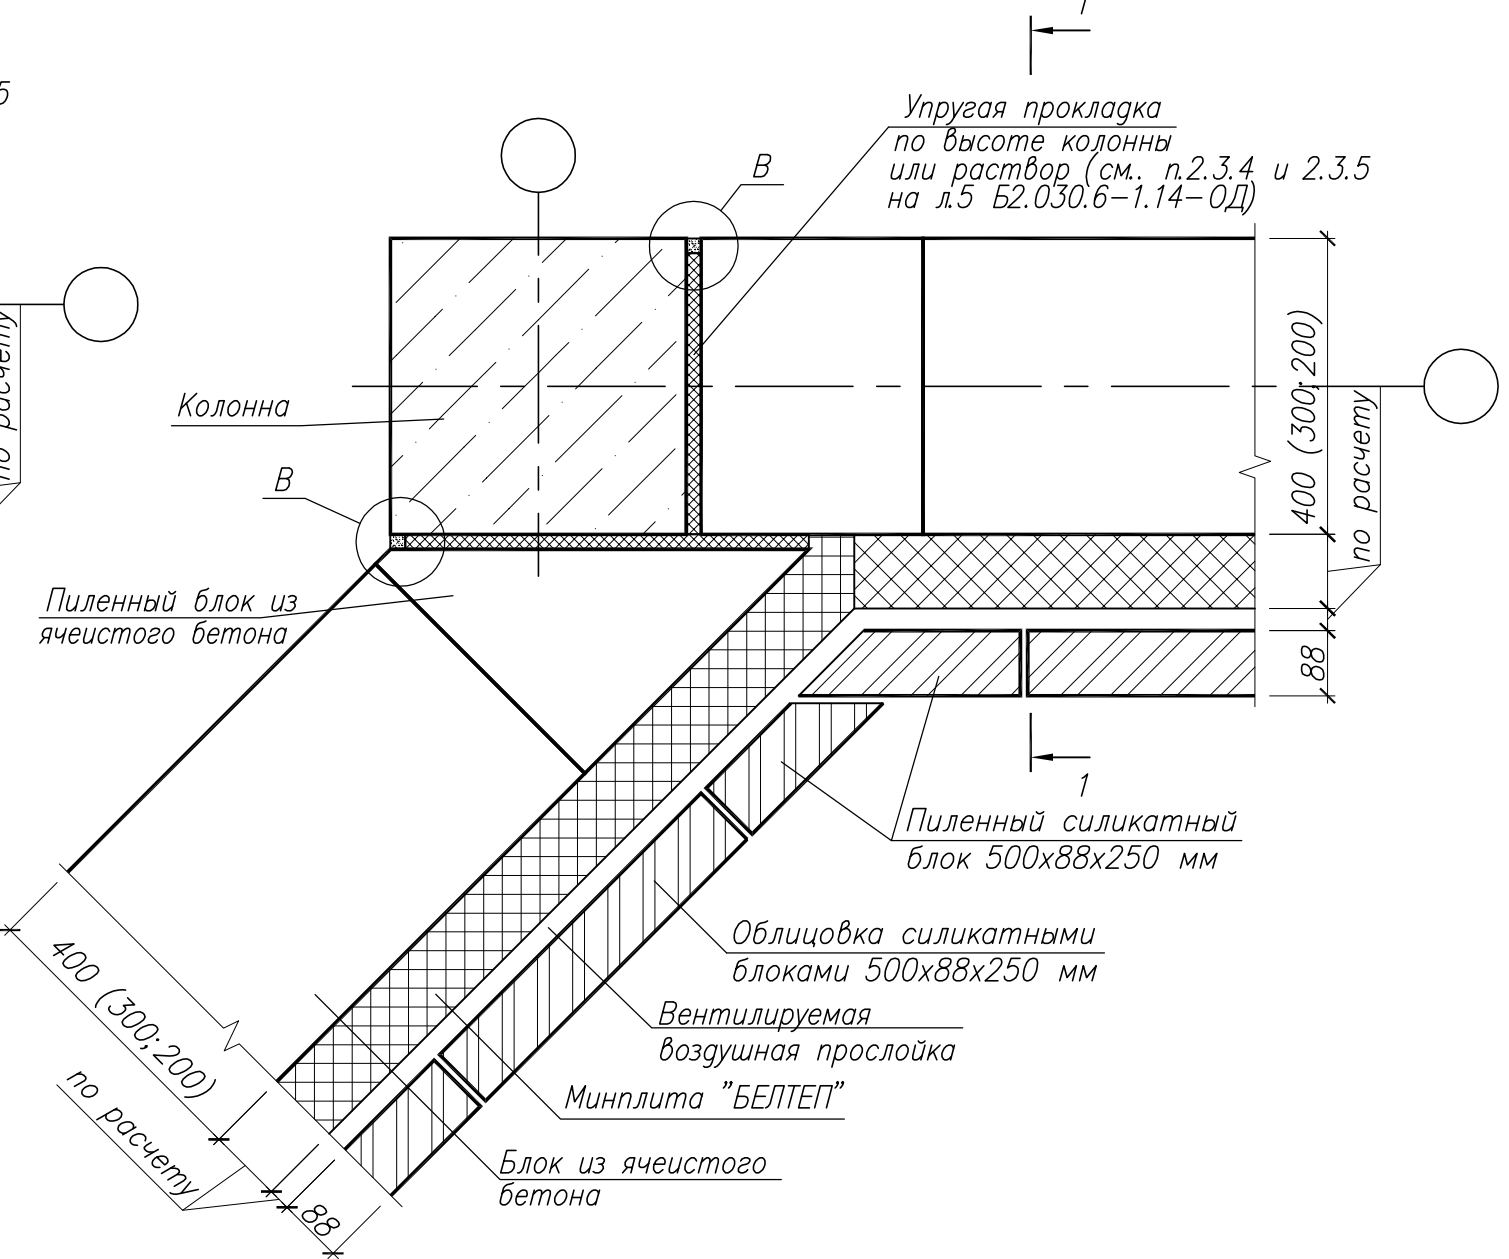 1
5
Упругая прокладка
по высоте колонны
или раствор (см.. п.2.3.4 и 2.3.5
на л.5 Б2.030.6-1.14-ОД)
В
по расчету
Колонна
В
400 (300;200)
по расчету
Пиленный блок из
ячеистого бетона
88
1
Пиленный силикатный
блок 500х88х250 мм
Облицовка силикатными
блоками 500х88х250 мм
400 (300;200)
Вентилируемая
воздушная прослойка
по расчету
Минплита "БЕЛТЕП"
Блок из ячеистого
бетона
88